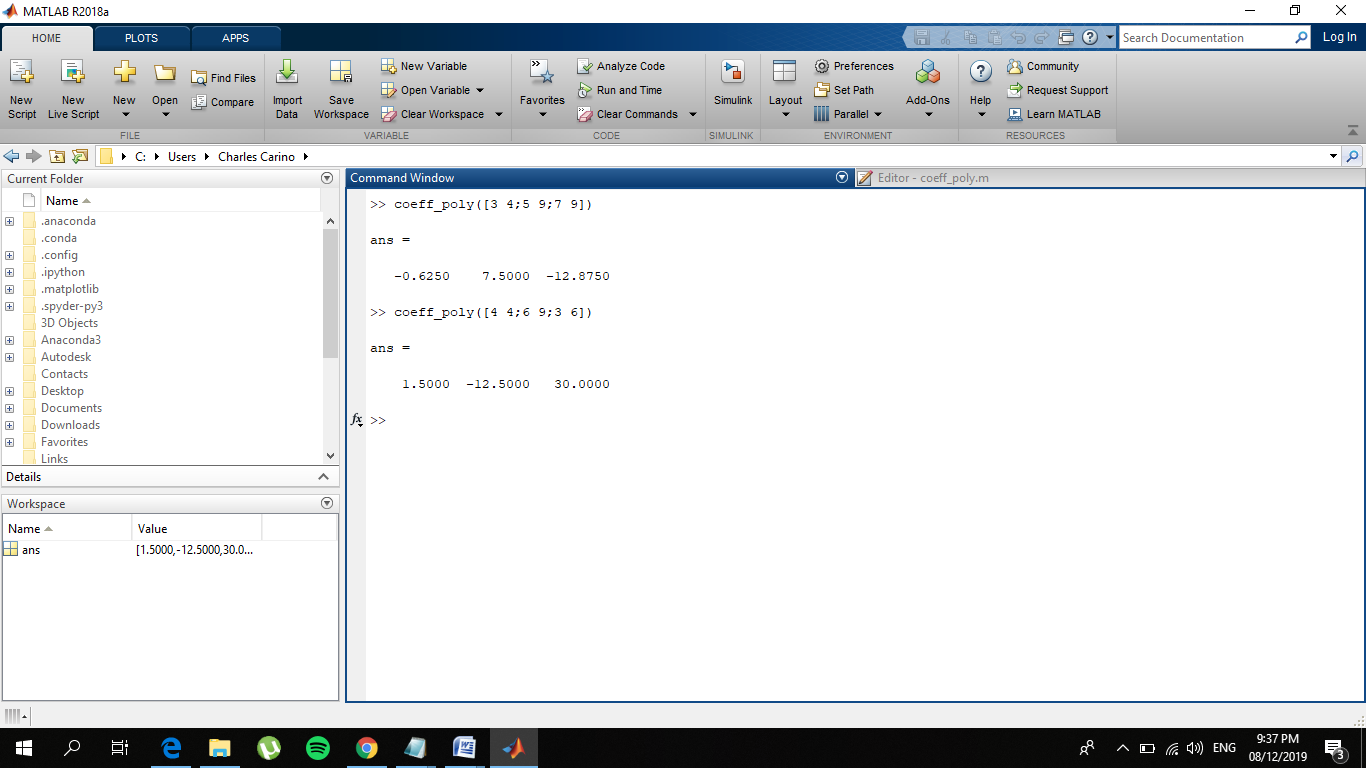 MATLAB R2018a
HOME PLOTS APPS
Search Documentation
Log In
New Script
New Live Script
New
Open
Find Files
Compare
FILE
Import Data
Save Workspace
New Variable
Open Variable
Clear Workspace
VARIABLE
Favorites
Analyze Code
Run and Time
Clear Commands
CODE
Simulink
SIMULINK
Layout
Preferences
Set Path
Parallel
Add-Ons
ENVIRONMENT
Help
Community
Request Support
Learn MATLAB
RESOURCES
C: Users Charles Carino
Current Folder
Name
.anaconda
.conda
.config
.ipython
.matplotlib
.spyder-py3
3D Objects
Anaconda3
Autodesk
Contacts
Desktop
Documents
Downloads
Favorites
Links
Details
Workspace
Name Value
ans [1.5000,-12.5000,30.0...
Command Window
Editor - coeff_poly.m
>> coeff_poly([3 4;5 9;7 9])
ans =
-0.6250 7.5000 -12.8750
>> coeff_poly([4 4;6 9;3 6])
ans =
1.5000 -12.5000 30.0000
fx >>
ENG
9:37 PM
08/12/2019
3